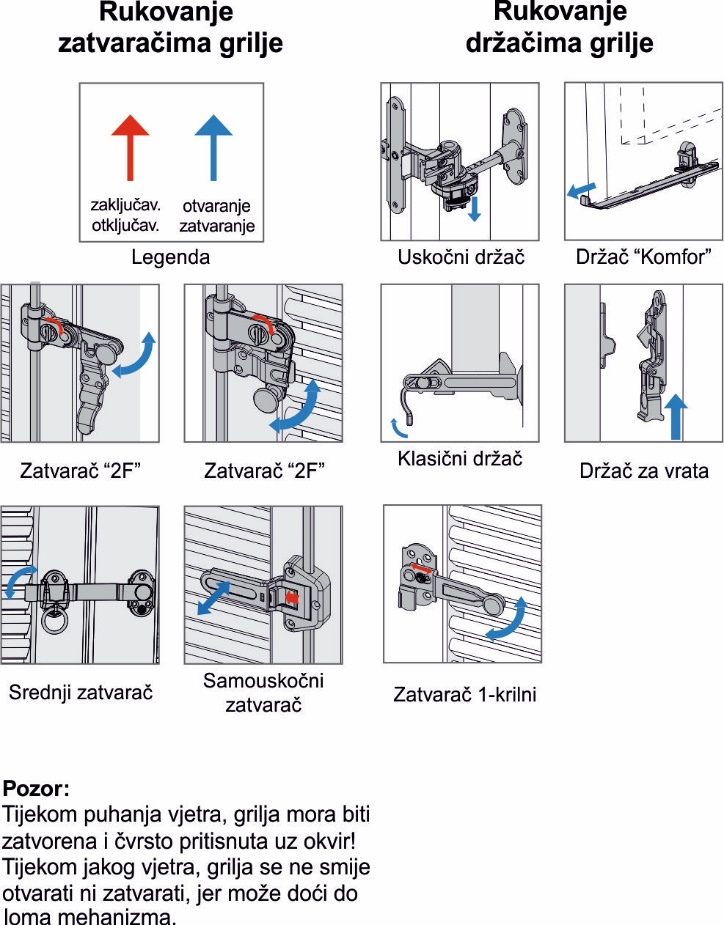 Rukovanje
zatvaračima grilje
Rukovanje
držačima grilje
zaključav.
otključav.
otvaranje
zatvaranje
Legenda
Uskočni držač
Držač “Komfor”
Zatvarač “2F”
Zatvarač “2F”
Klasični držač
Držač za vrata
Srednji zatvarač
Samouskočni
zatvarač
Zatvarač 1-krilni
Pozor:
Tijekom puhanja vjetra, grilja mora biti
zatvorena i čvrsto pritisnuta uz okvir!
Tijekom jakog vjetra, grilja se ne smije
otvarati ni zatvarati, jer može doći do
loma mehanizma.